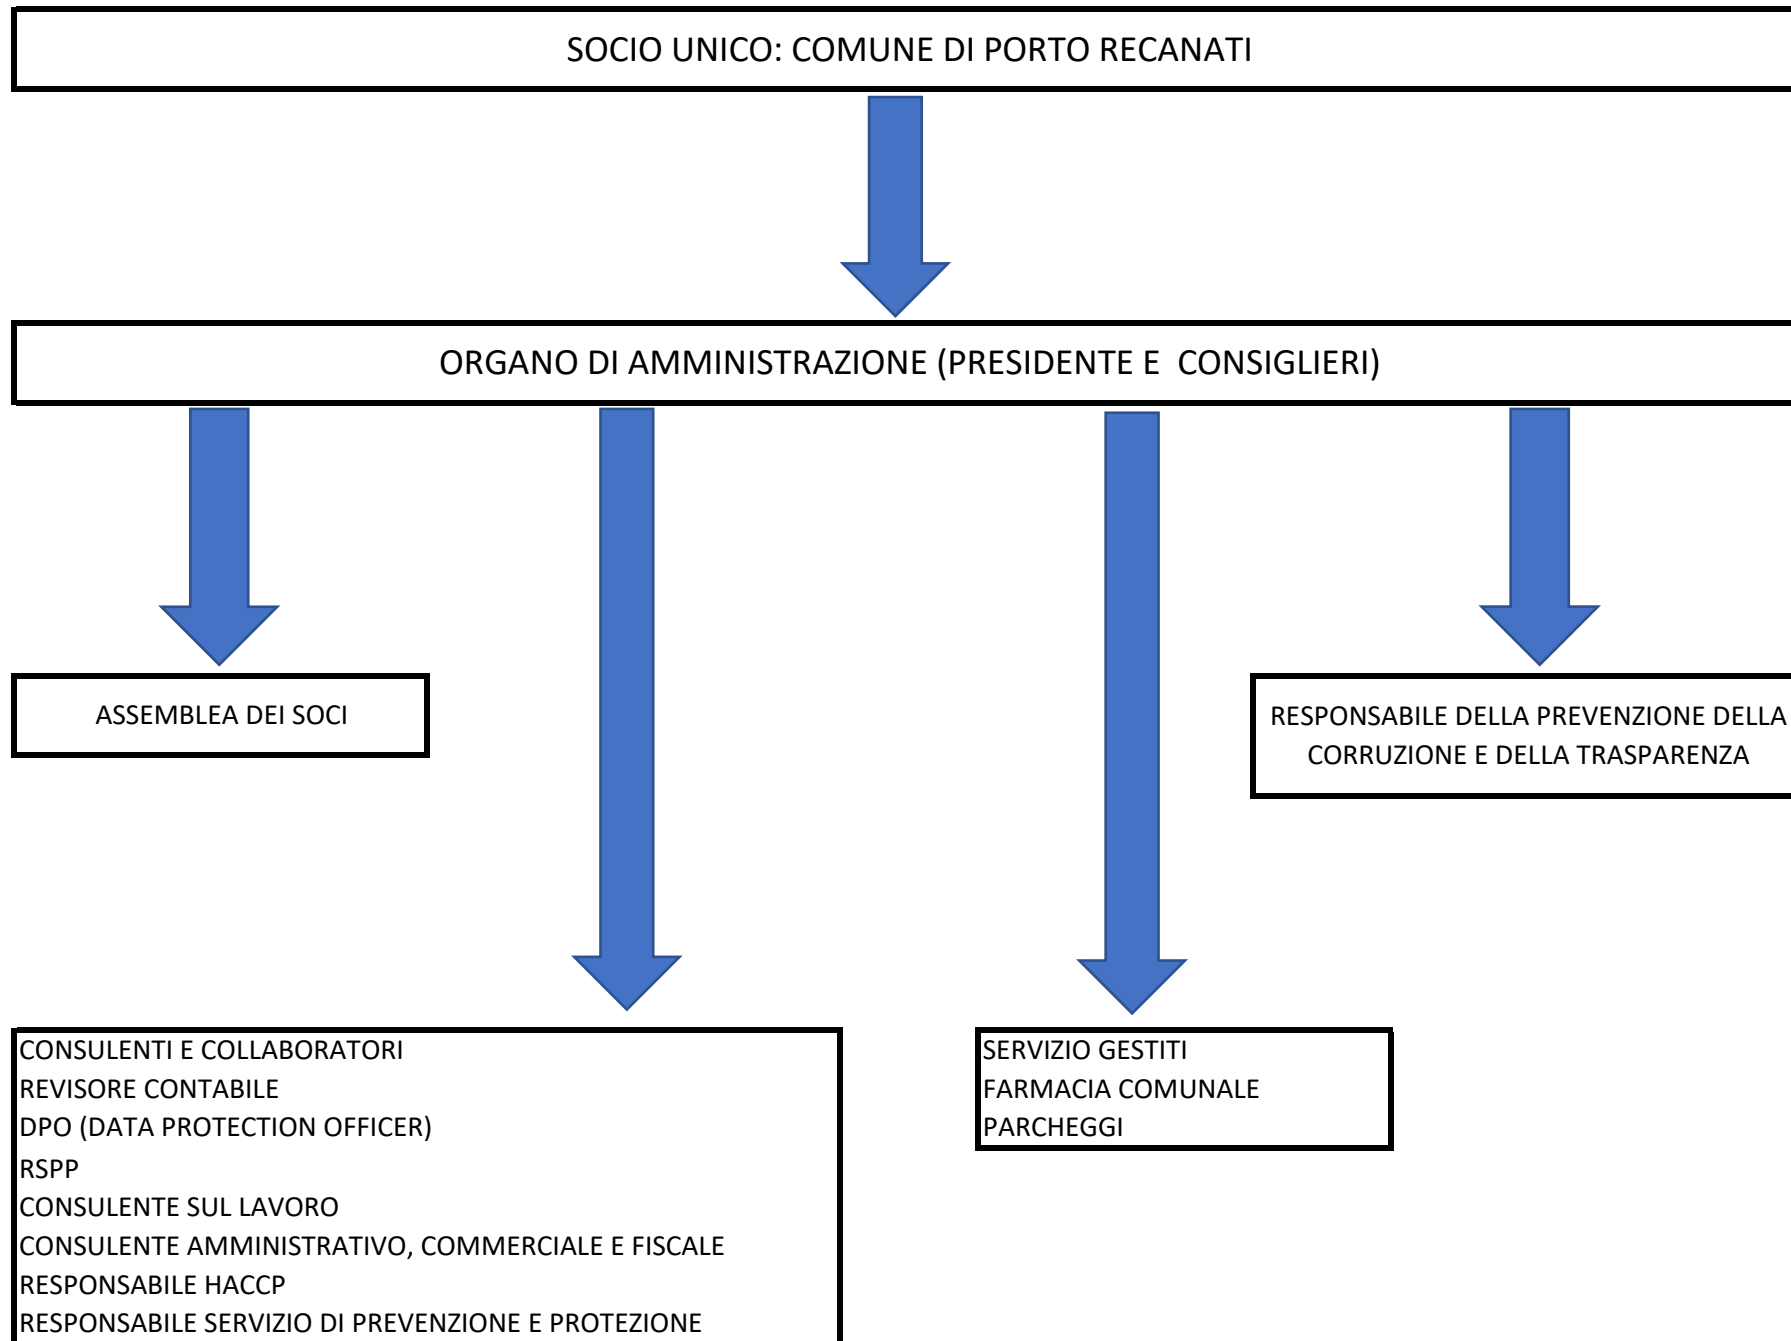 SOCIO UNICO: COMUNE DI PORTO RECANATI
ORGANO DI AMMINISTRAZIONE (PRESIDENTE E  CONSIGLIERI)
ASSEMBLEA DEI SOCI
RESPONSABILE DELLA PREVENZIONE DELLA
CORRUZIONE E DELLA TRASPARENZA
CONSULENTI E COLLABORATORI
REVISORE CONTABILE
DPO (DATA PROTECTION OFFICER)
RSPP
CONSULENTE SUL LAVORO
CONSULENTE AMMINISTRATIVO, COMMERCIALE E FISCALE
RESPONSABILE HACCP
RESPONSABILE SERVIZIO DI PREVENZIONE E PROTEZIONE
SERVIZIO GESTITI
FARMACIA COMUNALE
PARCHEGGI